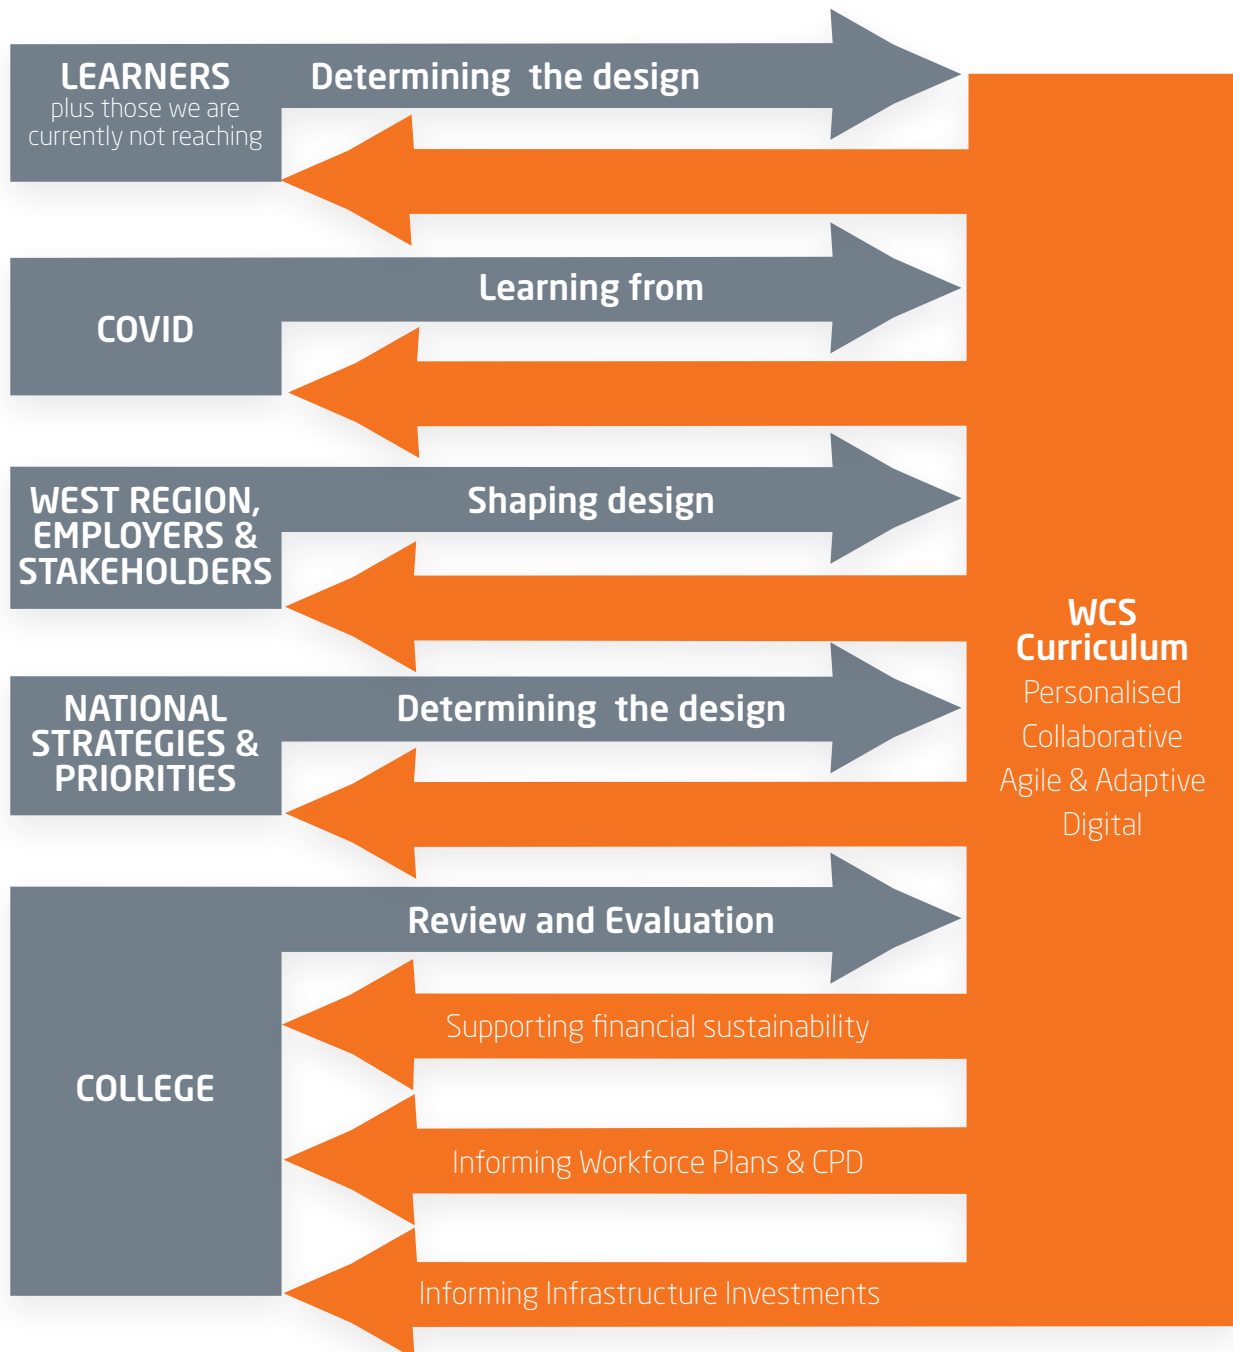 LEARNERS
plus those we are
currently not reaching
Determining the design
COVID
Learning from
WEST REGION,
EMPLOYERS &
STAKEHOLDERS
Shaping design
NATIONAL
STRATEGIES &
PRIORITIES
Determining the design
COLLEGE
Review and Evaluation
Supporting financial sustainability
Informing Workforce Plans & CPD
Informing Infrastructure Investments
WCS
Curriculum
Personalised
Collaborative
Agile & Adaptive
Digital